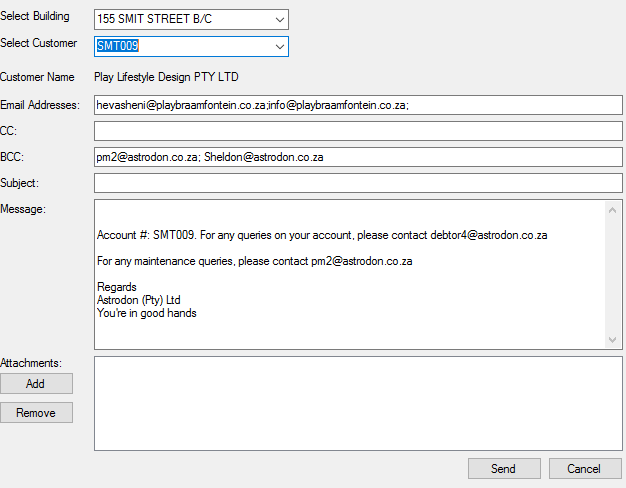 Select Building 155 SMIT STREET B/C
Select Customer SMT009
Customer Name Play Lifestyle Design PTY LTD
Email Addresses: hevasheni@playbraamfontein.co.za;info@playbraamfontein.co.za;
CC:
BCC: pm2@astrodon.co.za; Sheldon@astrodon.co.za
Subject:
Message:
Account #: SMT009. For any queries on your account, please contact debtor4@astrodon.co.za
For any maintenance queries, please contact pm2@astrodon.co.za
Regards
Astrodon (Pty) Ltd
You're in good hands
Attachments:
Add
Remove
Send Cancel